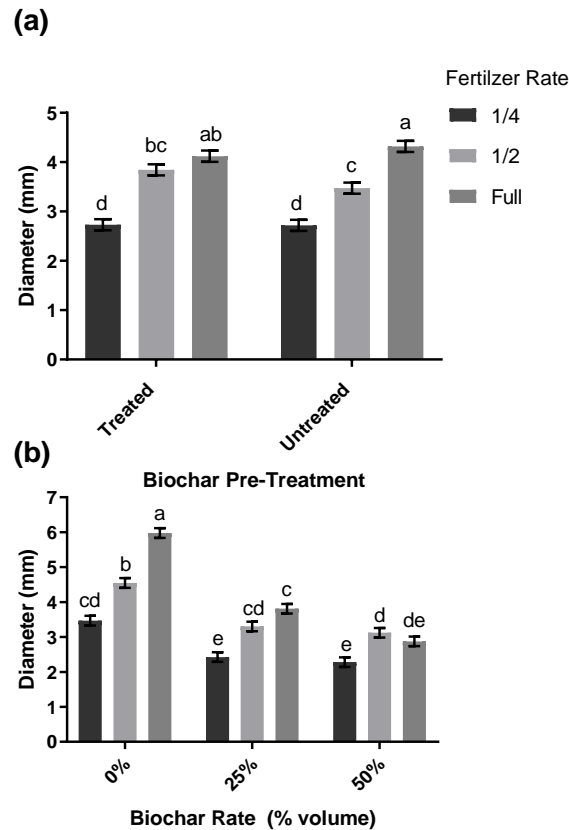 (a)
Fertilzer Rate
1/4
1/2
Full
5
4
3
2
1
0
Diameter (mm)
d
bc
ab
d
c
a
Treated
Untreated
Biochar Pre-Treatment
(b)
7
6
5
4
3
2
1
0
Diameter (mm)
cd
b
a
e
cd
c
e
d
de
0%
25%
50%
Biochar Rate (% volume)